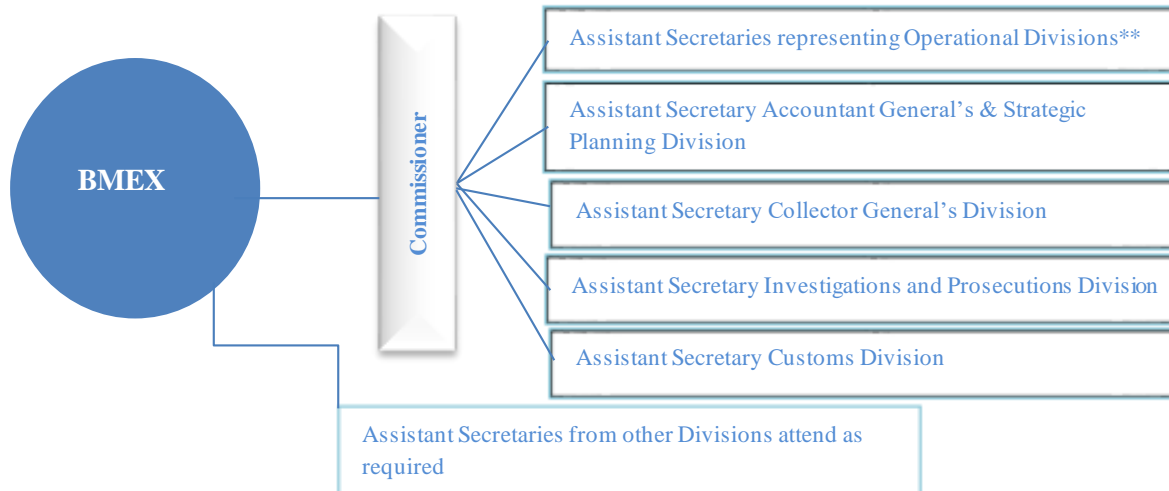 BMEX
Commissioner
Assistant Secretaries representing Operational Divisions**
Assistant Secretary Accountant General’s & Strategic
Planning Division
Assistant Secretary Collector General’s Division
Assistant Secretary Investigations and Prosecutions Division
Assistant Secretary Customs Division
Assistant Secretaries from other Divisions attend as
required